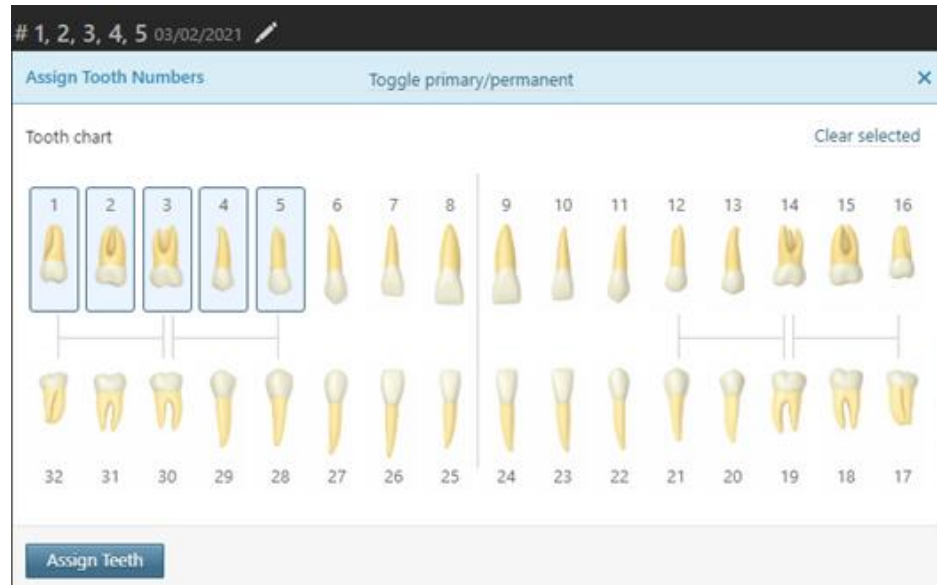 # 1, 2, 3, 4, 5 03/02/2021
Assign Tooth Numbers Toggle primary/permanent ×
Tooth chart Clear selected
1 2 3 4 5 6 7 8 9 10 11 12 13 14 15 16
32 31 30 29 28 27 26 25 24 23 22 21 20 19 18 17
Assign Teeth